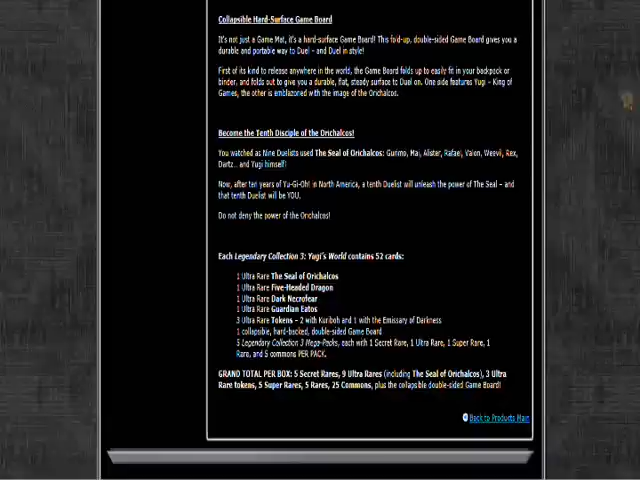 Collapsible Hard-Surface Game Board
It's not just a Game Mat, it's a hard-surface Game Board! This fold-up, double-sided Game Board gives you a
durable and portable way to Duel – and Duel in style!
First of its kind to release anywhere in the world, the Game Board folds up to easily fit in your backpack or
binder, and folds out to give you a durable, flat, steady surface to Duel on. One side features Yugi – King of
Games, the other is emblazoned with the image of the Orichalcos.
Become the Tenth Disciple of the Orichalcos!
You watched as Nine Duelists used The Seal of Orichalcos: Gurimo, Mai, Alister, Rafael, Valon, Weevil, Rex,
Dartz... and Yugi himself!
Now, after ten years of Yu-Gi-Oh! in North America, a tenth Duelist will unleash the power of The Seal – and
that tenth Duelist will be YOU.
Do not deny the power of the Orichalcos!
Each Legendary Collection 3: Yugi's World contains 52 cards:
1 Ultra Rare The Seal of Orichalcos
1 Ultra Rare Five-Headed Dragon
1 Ultra Rare Dark Necrofear
1 Ultra Rare Guardian Eatos
3 Ultra Rare Tokens – 2 with Kuriboh and 1 with the Emissary of Darkness
1 collapsible, hard-backed, double-sided Game Board
5 Legendary Collection 3 Mega-Packs, each with 1 Secret Rare, 1 Ultra Rare, 1 Super Rare, 1
Rare, and 5 commons PER PACK.
GRAND TOTAL PER BOX: 5 Secret Rares, 9 Ultra Rares (including The Seal of Orichalcos), 3 Ultra
Rare tokens, 5 Super Rares, 5 Rares, 25 Commons, plus the collapsible double-sided Game Board!
Back to Products Main